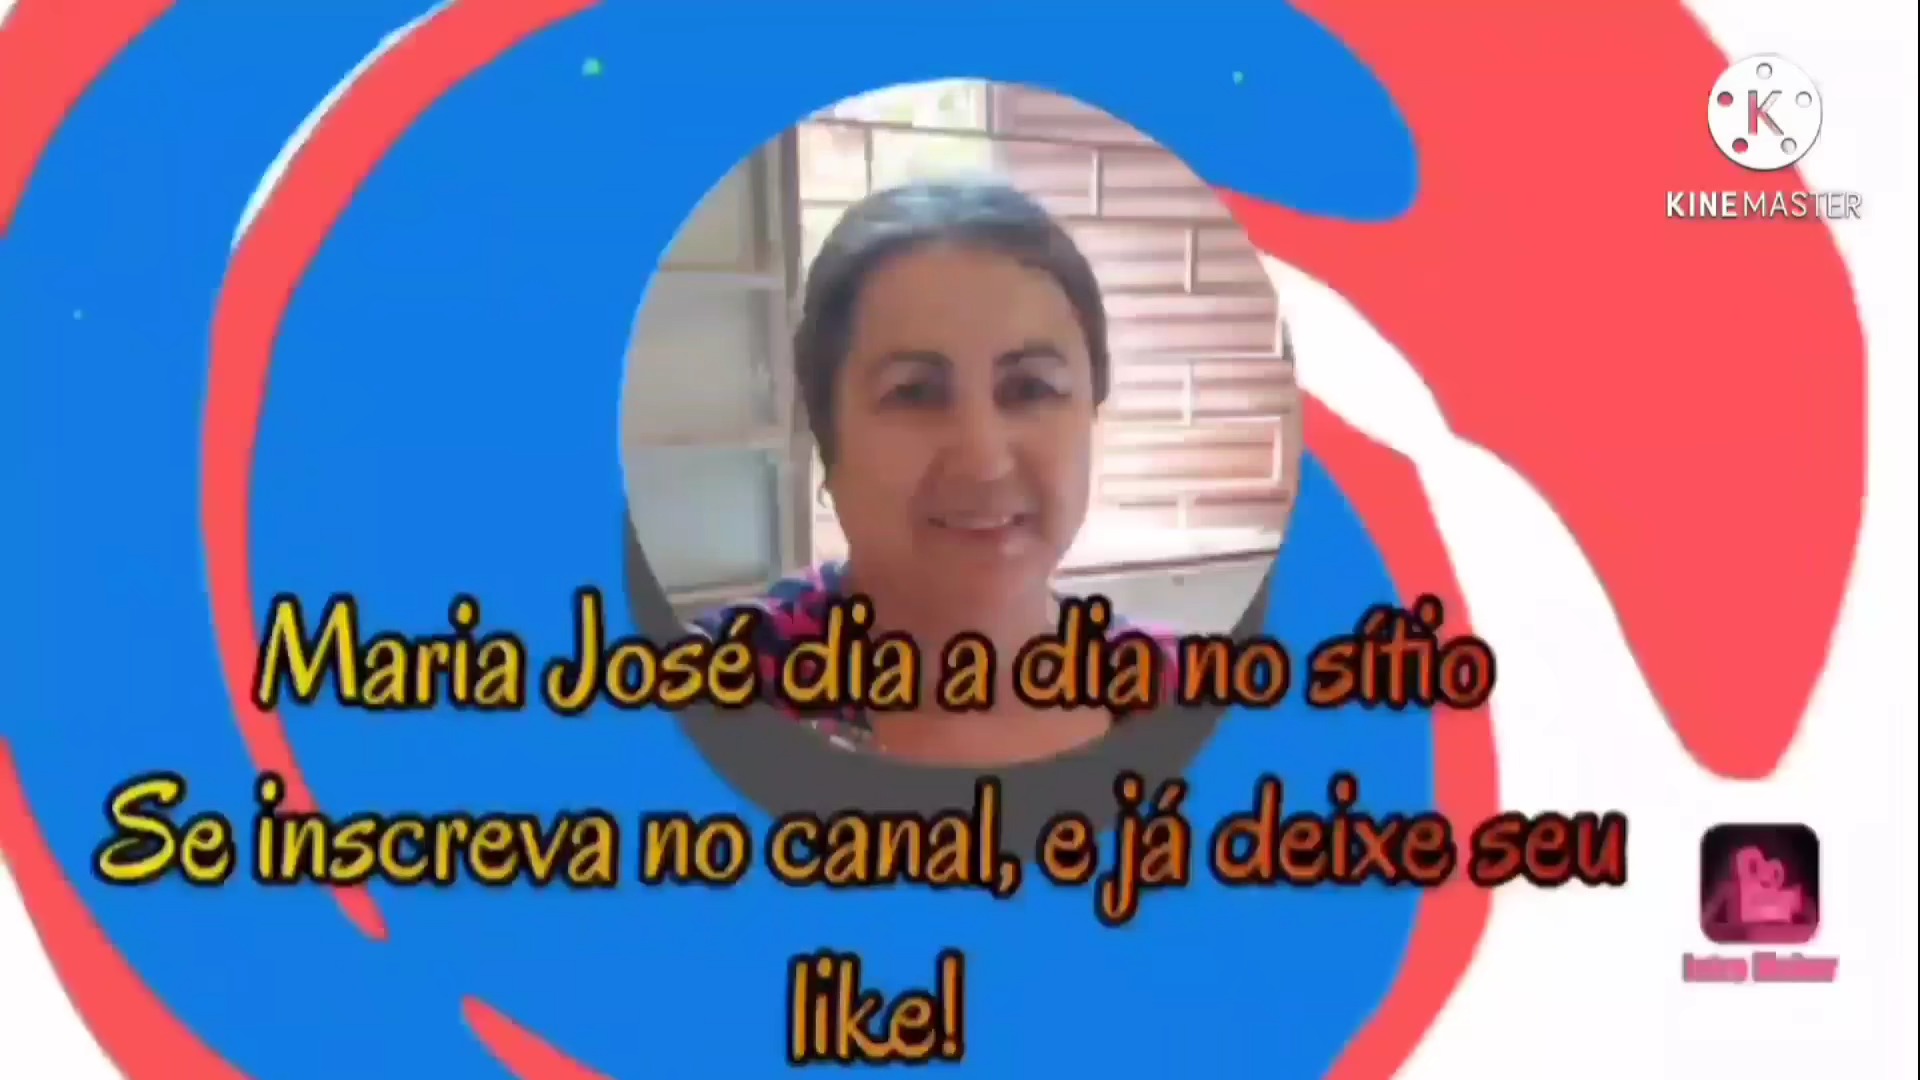 K
KINEMASTER
Maria José dia a dia no sítio
Se inscreva no canal, e já deixe seu
like!